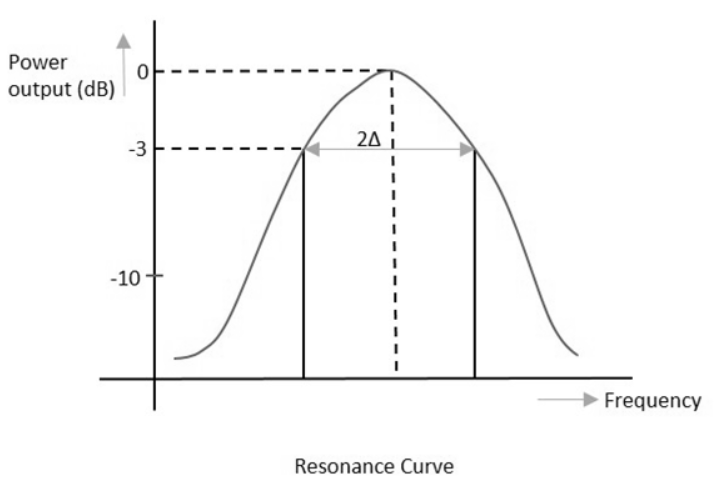 Power
output (dB)
0
-3
2Δ
-10
Frequency
Resonance Curve